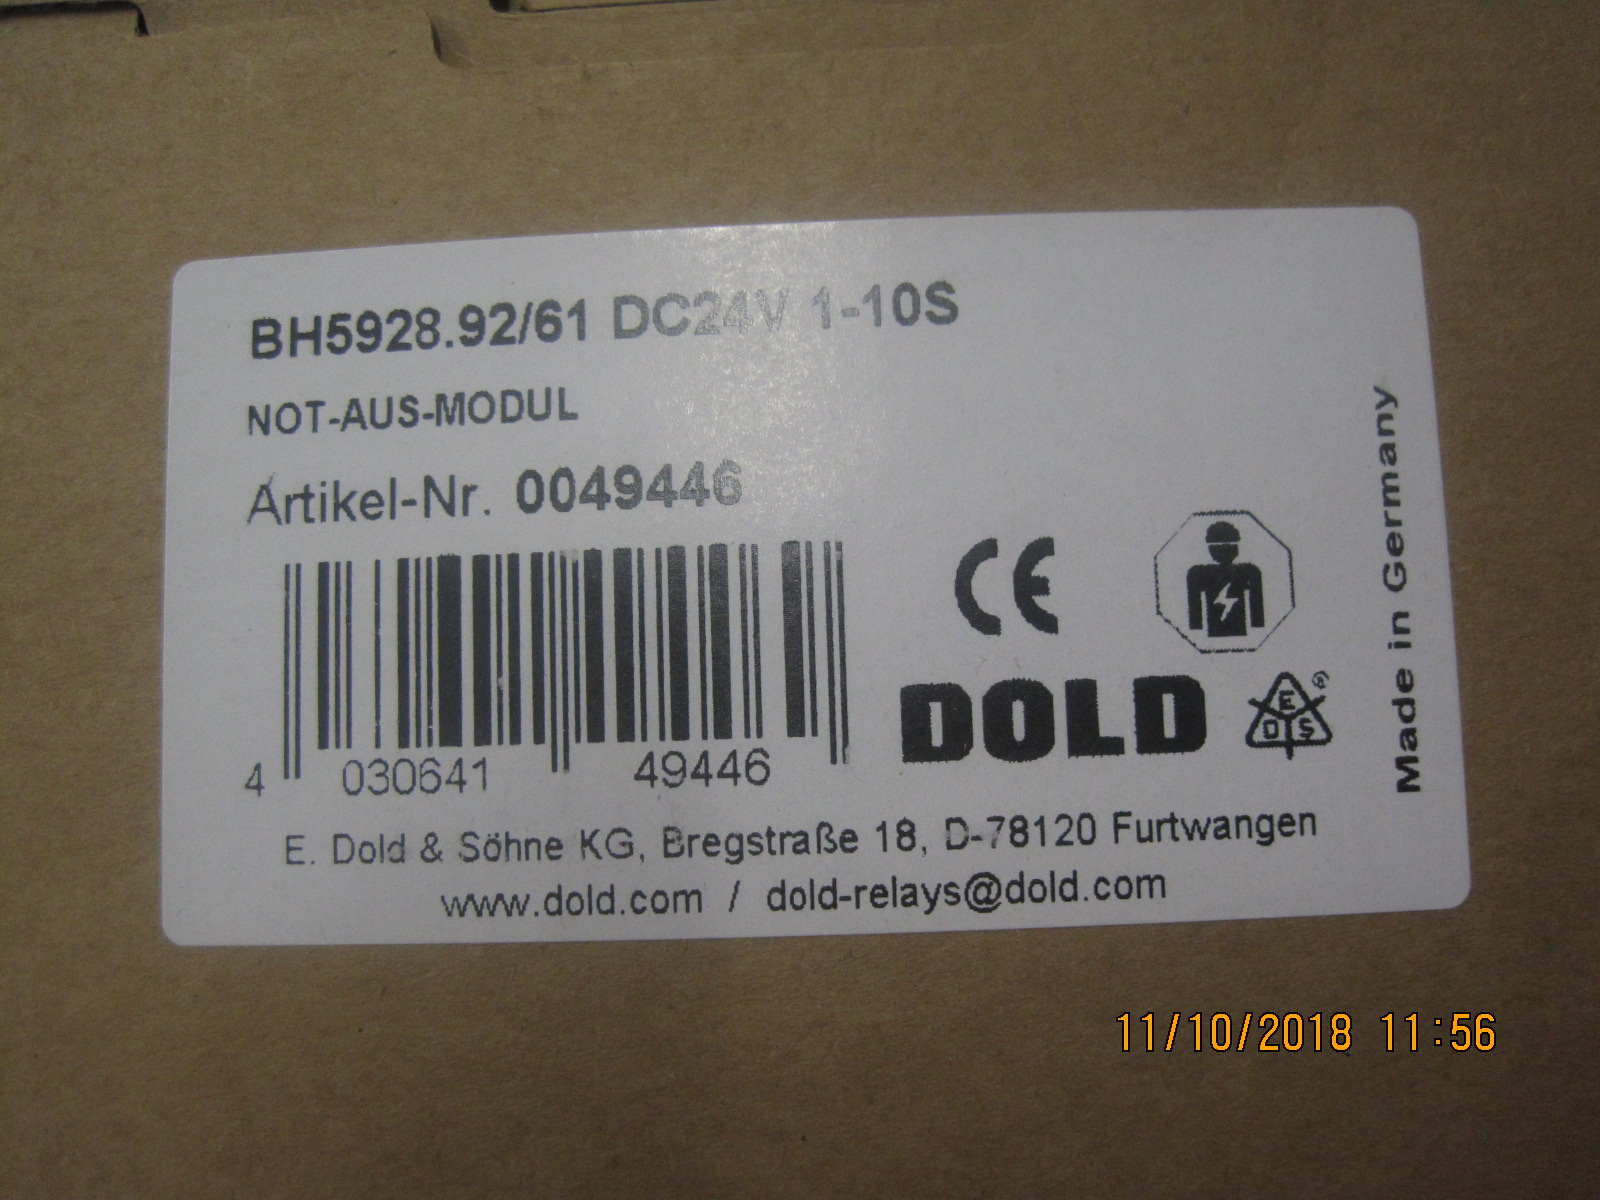 BH5928.92/61 DC24V 1-10S
NOT-AUS-MODUL
Artikel-Nr. 0049446
4 030641 49446
CE
DOLD
E
D S
®
Made in Germany
E. Dold & Söhne KG, Bregstraße 18, D-78120 Furtwangen
www.dold.com / dold-relays@dold.com
11/10/2018 11:56